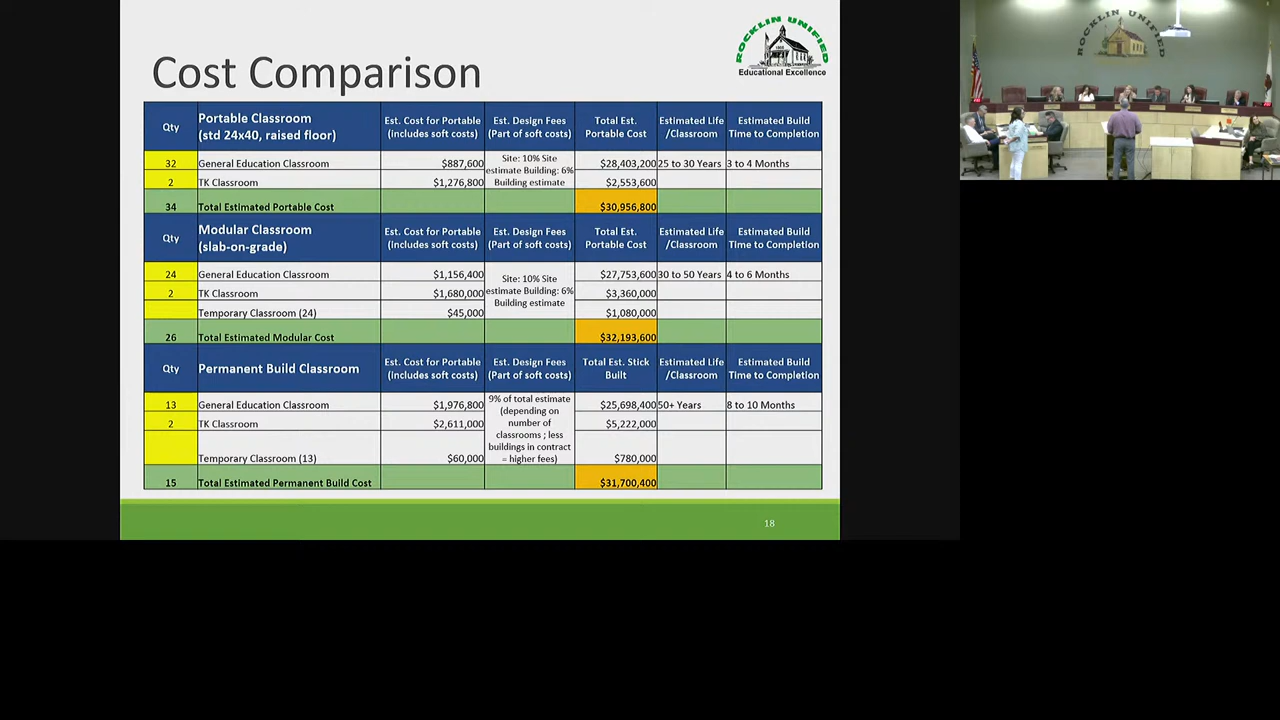 ROCKLIN UNIFIED
Educational Excellence
Cost Comparison
Qty
Portable Classroom
(std 24x40, raised floor)
Est. Cost for Portable
(includes soft costs)
Est. Design Fees
(Part of soft costs)
Total Est.
Portable Cost
Estimated Life
/Classroom
Estimated Build
Time to Completion
32 General Education Classroom $887,600 $28,403,200 25 to 30 Years 3 to 4 Months
Site: 10% Site
estimate Building: 6%
Building estimate
2 TK Classroom $1,276,800 $2,553,600
34 Total Estimated Portable Cost $30,956,800
Qty
Modular Classroom
(slab-on-grade)
Est. Cost for Portable
(includes soft costs)
Est. Design Fees
(Part of soft costs)
Total Est.
Portable Cost
Estimated Life
/Classroom
Estimated Build
Time to Completion
24 General Education Classroom $1,156,400 $27,753,600 30 to 50 Years 4 to 6 Months
Site: 10% Site
estimate Building: 6%
Building estimate
2 TK Classroom $1,680,000 $3,360,000
Temporary Classroom (24) $45,000 $1,080,000
26 Total Estimated Modular Cost $32,193,600
Qty
Permanent Build Classroom
Est. Cost for Portable
(includes soft costs)
Est. Design Fees
(Part of soft costs)
Total Est. Stick
Built
Estimated Life
/Classroom
Estimated Build
Time to Completion
13 General Education Classroom $1,976,800 $25,698,400 50+ Years 8 to 10 Months
9% of total estimate
(depending on
number of
classrooms ; less
buildings in contract
= higher fees)
2 TK Classroom $2,611,000 $5,222,000
Temporary Classroom (13) $60,000 $780,000
15 Total Estimated Permanent Build Cost $31,700,400
18
ROCKLIN UNIFIED